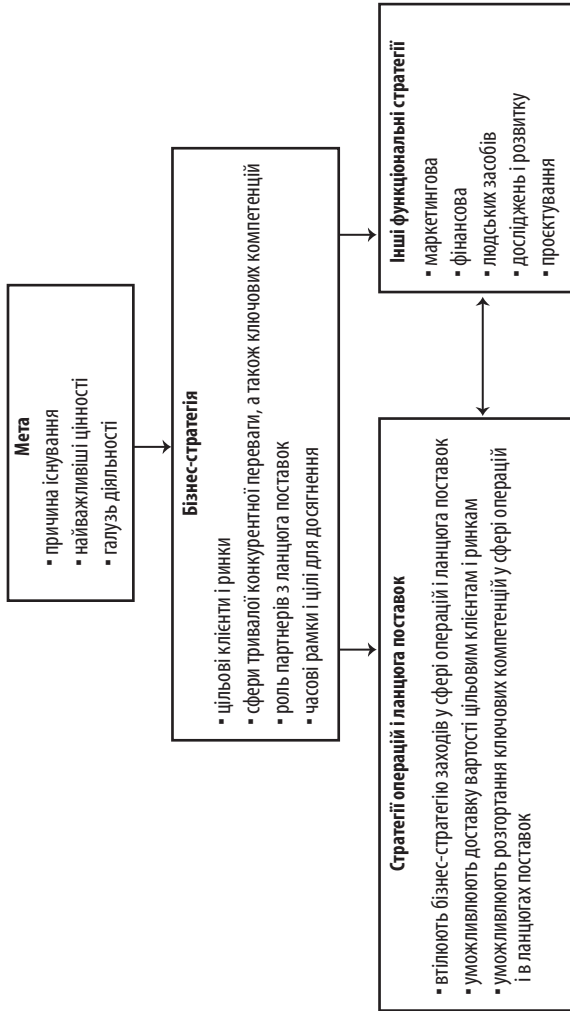 Мета
▪ причина існування
▪ найважливіші цінності
▪ галузь діяльності
Бізнес-стратегія
▪ цільові клієнти і ринки
▪ сфери тривалої конкурентної переваги, а також ключових компетенцій
▪ роль партнерів з ланцюга поставок
▪ часові рамки і цілі для досягнення
Стратегії операцій і ланцюга поставок
▪ втілюють бізнес-стратегію заходів у сфері операцій і ланцюга поставок
▪ уможливлюють доставку вартості цільовим клієнтам і ринкам
▪ уможливлюють розгортання ключових компетенцій у сфері операцій
і в ланцюгах поставок
Інші функціональні стратегії
▪ маркетингова
▪ фінансова
▪ людських засобів
▪ досліджень і розвитку
▪ проєктування